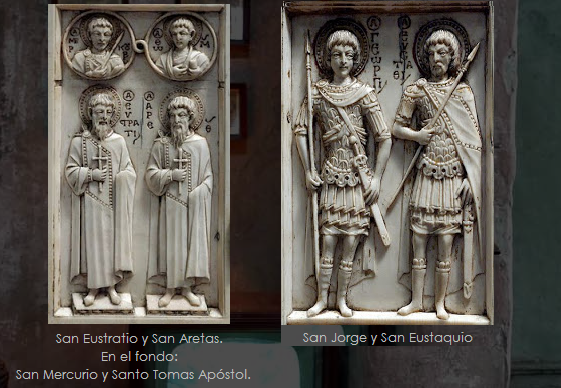 San Eustratio y San Aretas.
En el fondo:
San Mercurio y Santo Tomas Apóstol.
San Jorge y San Eustaquio